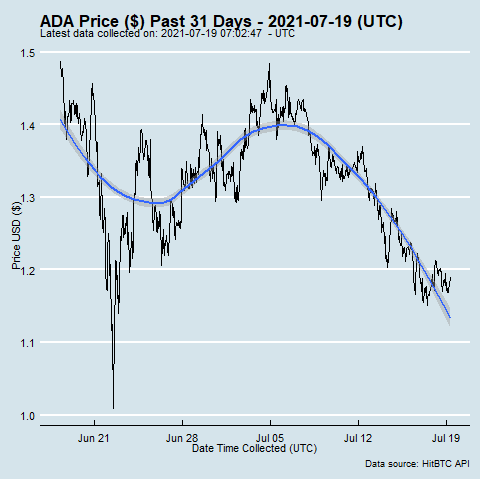 ADA Price ($) Past 31 Days - 2021-07-19 (UTC)
Latest data collected on: 2021-07-19 07:02:47 - UTC
1.5
1.4
1.3
1.2
1.1
1.0
Price USD ($)
Jun 21 Jun 28 Jul 05 Jul 12 Jul 19
Date Time Collected (UTC)
Data source: HitBTC API